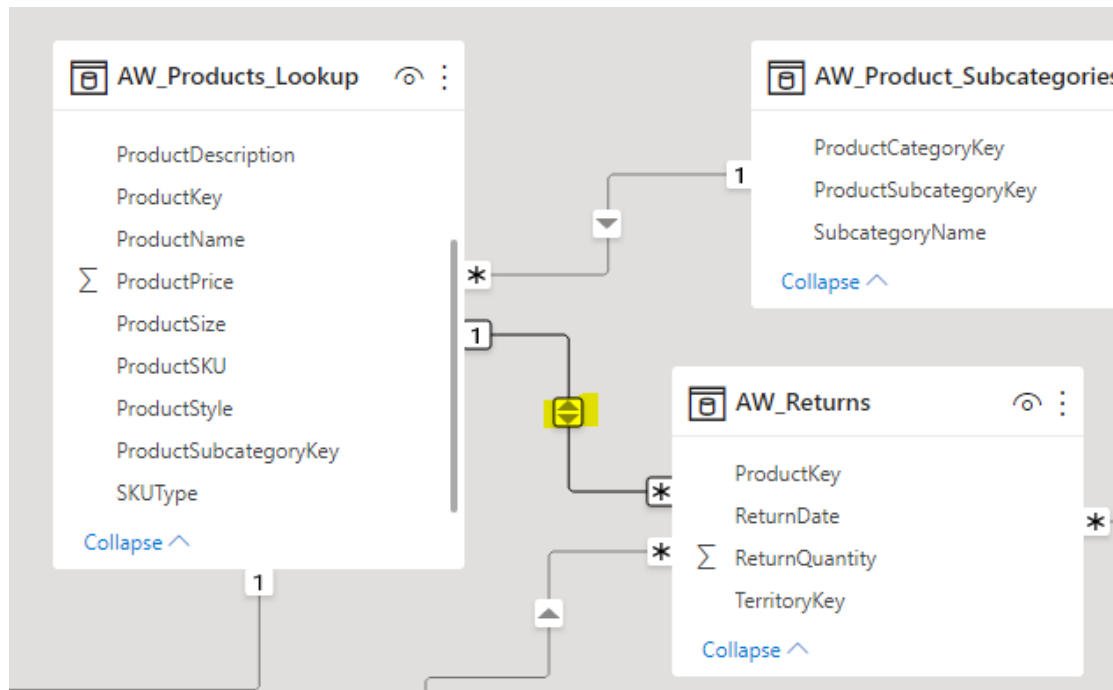 AW_Products_Lookup
ProductDescription
ProductKey
ProductName
ProductPrice
ProductSize
ProductSKU
ProductStyle
ProductSubcategoryKey
SKUType
Collapse
1
*
1
1
*
*
*
AW_Product_Subcategories
ProductCategoryKey
ProductSubcategoryKey
SubcategoryName
Collapse
AW_Returns
ProductKey
ReturnDate
Σ ReturnQuantity
TerritoryKey
Collapse